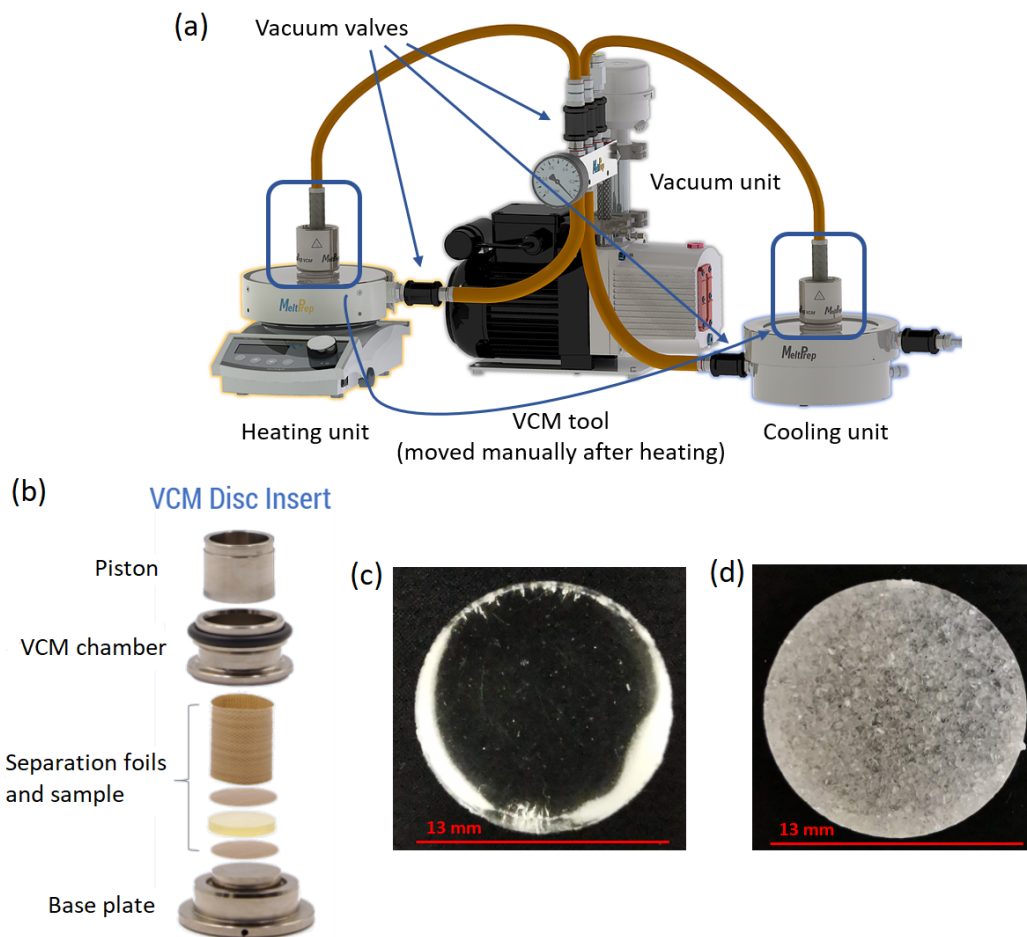 (a)
Vacuum valves
Vacuum unit
VCM
MeltPrep
MeltPrep
Heating unit
VCM tool
(moved manually after heating)
Cooling unit
(b)
VCM Disc Insert
Piston
VCM chamber
Separation foils
and sample
Base plate
(c)
13 mm
(d)
13 mm